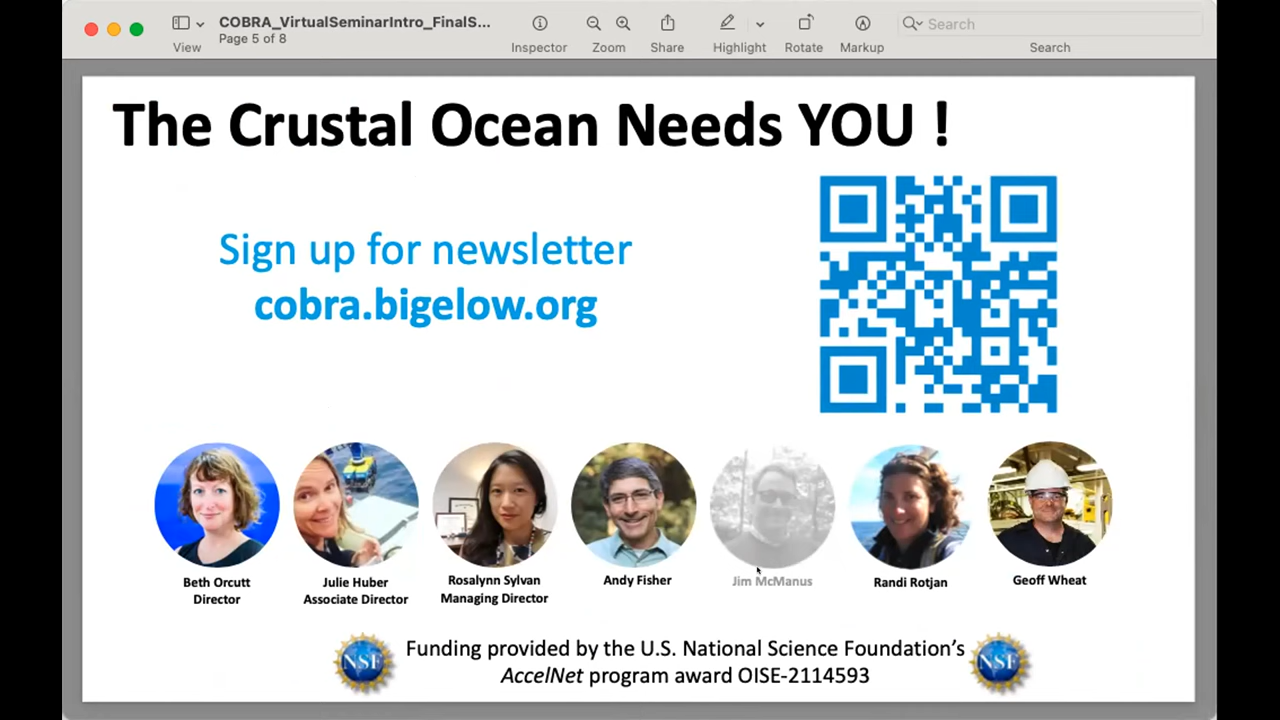 COBRA_VirtualSeminarIntro_FinalS...
Page 5 of 8
View
Inspector
Zoom
Share
Highlight
Rotate
Markup
Search
Search
The Crustal Ocean Needs YOU !
Sign up for newsletter
cobra.bigelow.org
Beth Orcutt
Director
Julie Huber
Associate Director
Rosalynn Sylvan
Managing Director
Andy Fisher
Jim McManus
Randi Rotjan
Geoff Wheat
NSF
Funding provided by the U.S. National Science Foundation's
AccelNet program award OISE-2114593
NSF